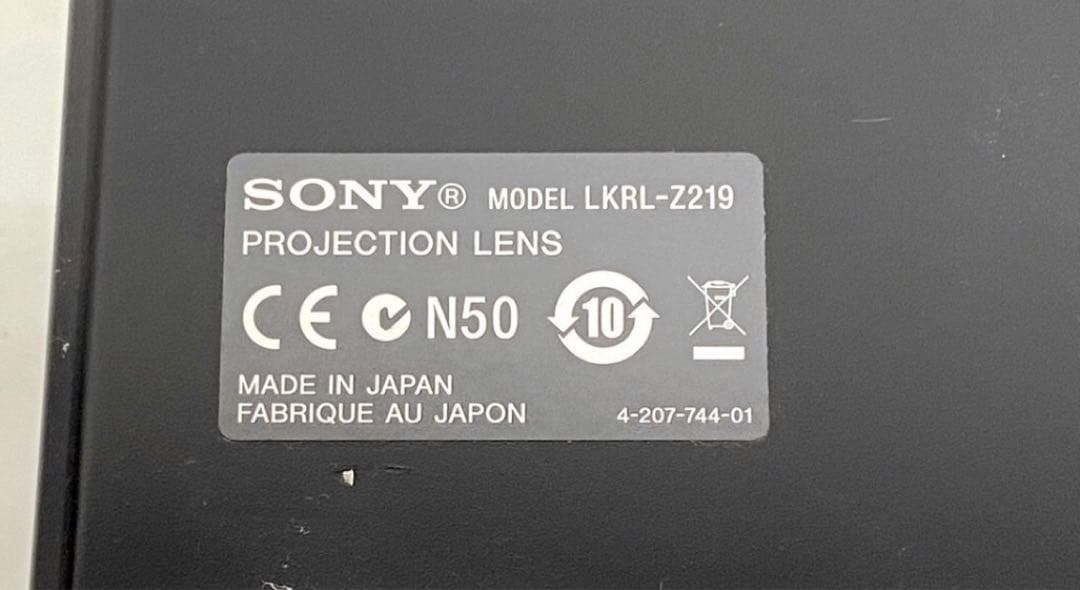 SONY® MODEL LKRL-Z219
PROJECTION LENS
CE N50 10
MADE IN JAPAN
FABRIQUE AU JAPON 4-207-744-01